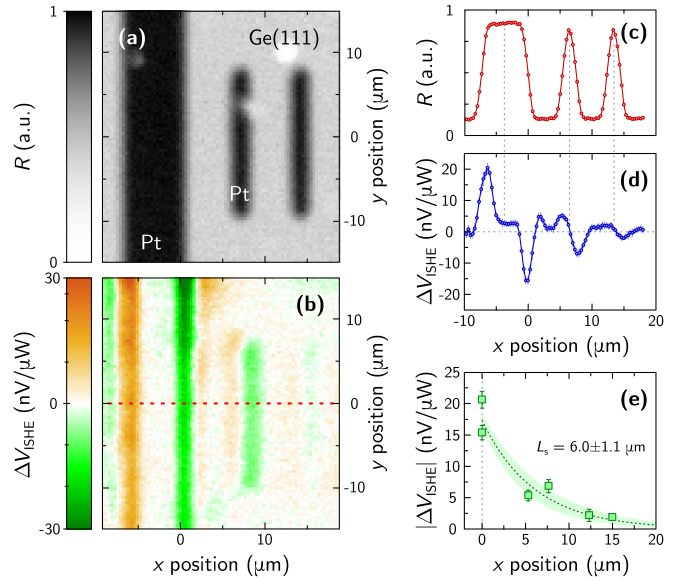 (a)
Ge(111)
Pt
Pt
1
0
R (a.u.)
10
0
-10
y position (μm)
(b)
30
0
-30
ΔV_ISHE (nV/μW)
10
0
-10
y position (μm)
0
10
x position (μm)
(c)
1
0
R (a.u.)
(d)
20
10
0
-10
-20
ΔV_ISHE (nV/μW)
-10
0
10
20
x position (μm)
(e)
25
20
15
10
5
0
|ΔV_ISHE| (nV/μW)
L_s = 6.0±1.1 μm
0
5
10
15
20
x position (μm)